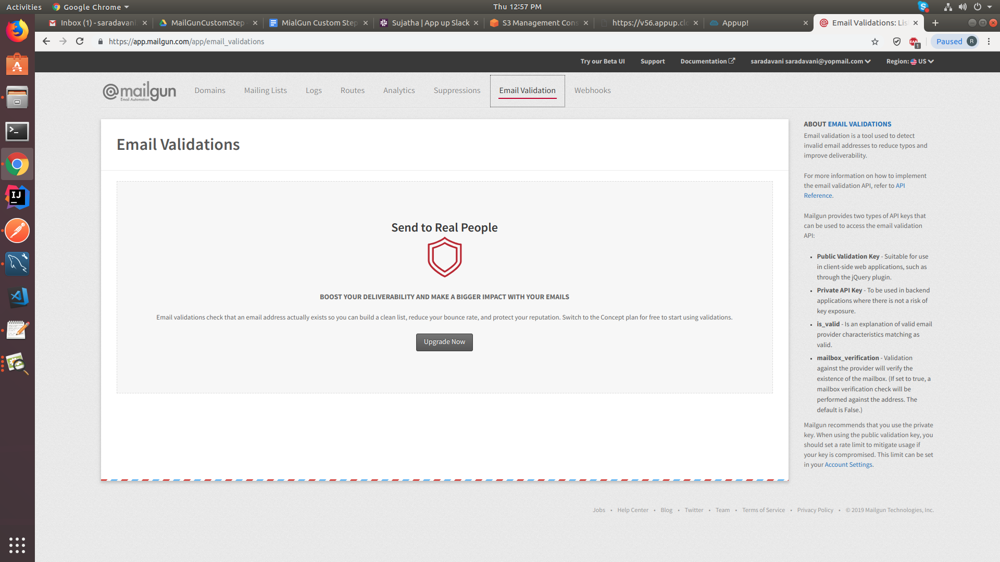 Activities Google Chrome Thu 12:57 PM
Inbox (1) - saradavani MailGunCustomStep MialGun Custom Step Sujatha | App up Slack S3 Management Cons https://v56.appup.clo Appup! Email Validations: Lis
https://app.mailgun.com/app/email_validations Paused R
Try our Beta UI Support Documentation saradavani saradavani@yopmail.com Region: US
@mailgun Domains Mailing Lists Logs Routes Analytics Suppressions Email Validation Webhooks
Email Automation
Email Validations
Send to Real People
BOOST YOUR DELIVERABILITY AND MAKE A BIGGER IMPACT WITH YOUR EMAILS
Email validations check that an email address actually exists so you can build a clean list, reduce your bounce rate, and protect your reputation. Switch to the Concept plan for free to start using validations.
Upgrade Now
ABOUT EMAIL VALIDATIONS
Email validation is a tool used to detect
invalid email addresses to reduce typos and
improve deliverability.
For more information on how to implement
the email validation API, refer to API
Reference.
Mailgun provides two types of API keys that
can be used to access the email validation
API:
▪ Public Validation Key - Suitable for use
in client-side web applications, such as
through the jQuery plugin.
▪ Private API Key - To be used in backend
applications where there is not a risk of
key exposure.
▪ is_valid - Is an explanation of valid email
provider characteristics matching as
valid.
▪ mailbox_verification - Validation
against the provider will verify the
existence of the mailbox. (If set to true, a
mailbox verification check will be
performed against the address. The
default is False.)
Mailgun recommends that you use the private
key. When using the public validation key, you
should set a rate limit to mitigate usage if
your key is compromised. This limit can be set
in your Account Settings.
Jobs • Help Center • Blog • Twitter • Team • Terms of Service • Privacy Policy • © 2019 Mailgun Technologies, Inc.
IJ